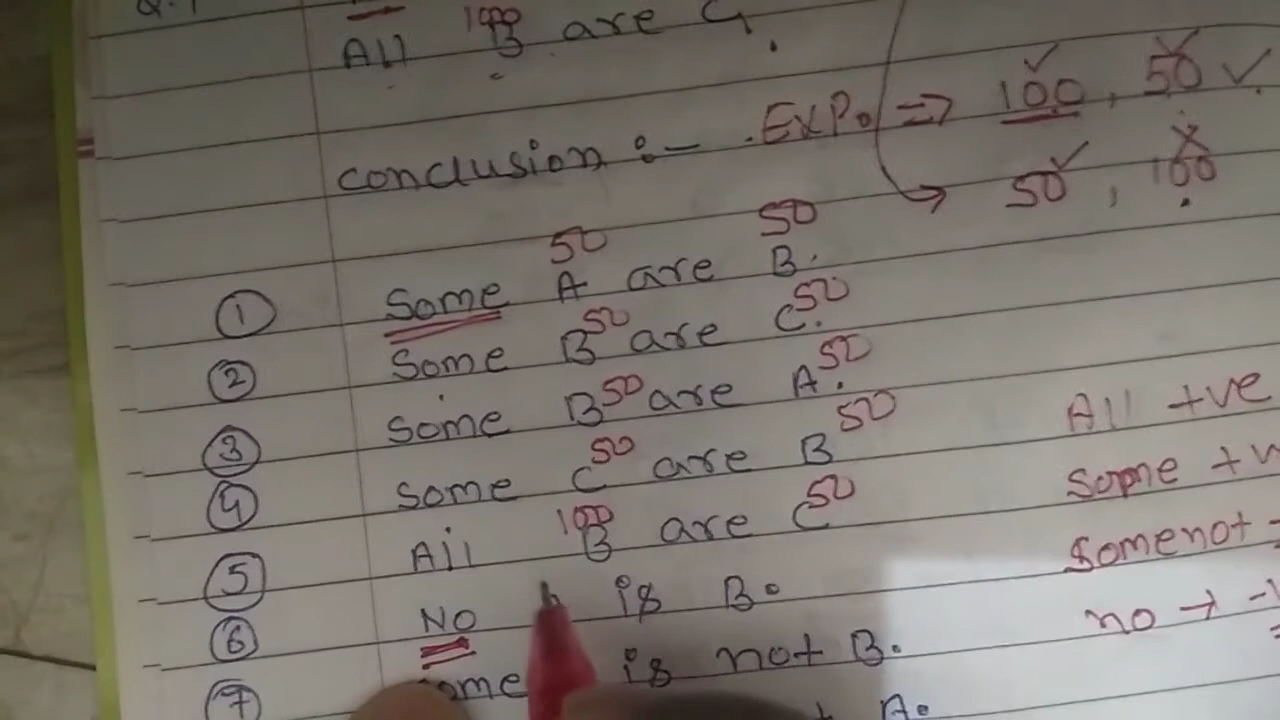 Q.1
100
All B are C.
conclusion :- .EXP. => 100, 50
50, 100
50 50
① Some A are B.
50 50
② Some B are C.
50 50
③ Some B are A.
50 50
④ Some C are B
100 50
⑤ All B are C
⑥ NO is B.
⑦ Some is not B.
A.
All +ve
Some +v
Some not -
no → -v